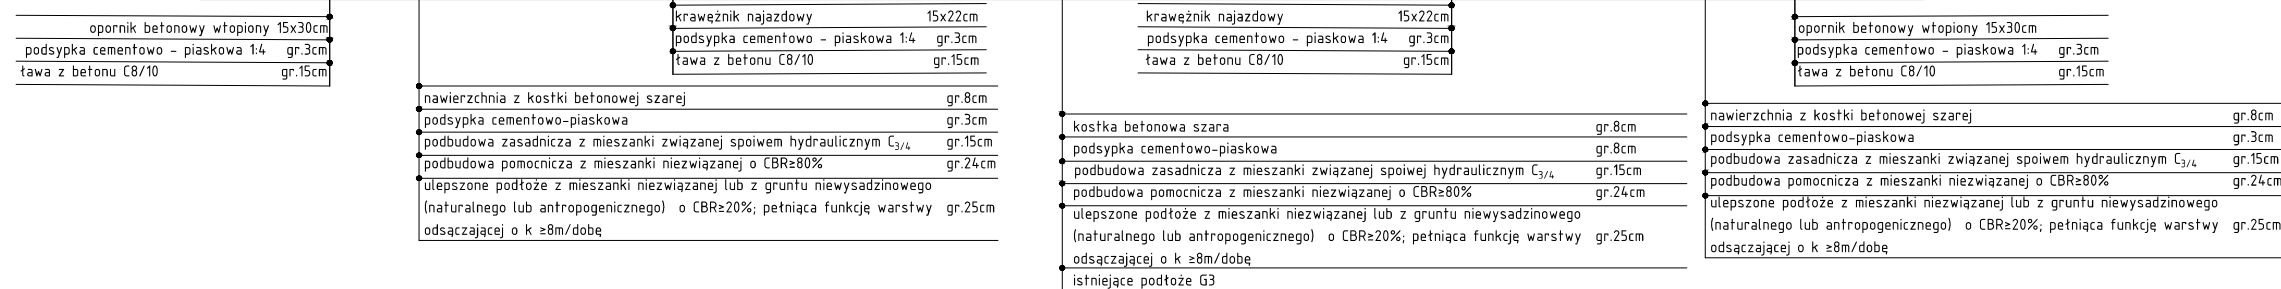 opornik betonowy wtopiony 15x30cm
podsypka cementowo - piaskowa 1:4 gr.3cm
ława z betonu C8/10 gr.15cm
krawężnik najazdowy 15x22cm
podsypka cementowo - piaskowa 1:4 gr.3cm
ława z betonu C8/10 gr.15cm
nawierzchnia z kostki betonowej szarej gr.8cm
podsypka cementowo-piaskowa gr.3cm
podbudowa zasadnicza z mieszanki związanej spoiwem hydraulicznym C3/4 gr.15cm
podbudowa pomocnicza z mieszanki niezwiązanej o CBR≥80% gr.24cm
ulepszone podłoże z mieszanki niezwiązanej lub z gruntu niewysadzinowego
(naturalnego lub antropogenicznego) o CBR≥20%; pełniąca funkcję warstwy gr.25cm
odsączającej o k ≥8m/dobę
krawężnik najazdowy 15x22cm
podsypka cementowo - piaskowa 1:4 gr.3cm
ława z betonu C8/10 gr.15cm
kostka betonowa szara gr.8cm
podsypka cementowo-piaskowa gr.8cm
podbudowa zasadnicza z mieszanki związanej spoiwej hydraulicznym C3/4 gr.15cm
podbudowa pomocnicza z mieszanki niezwiązanej o CBR≥80% gr.24cm
ulepszone podłoże z mieszanki niezwiązanej lub z gruntu niewysadzinowego
(naturalnego lub antropogenicznego) o CBR≥20%; pełniąca funkcję warstwy gr.25cm
odsączającej o k ≥8m/dobę
istniejące podłoże G3
opornik betonowy wtopiony 15x30cm
podsypka cementowo - piaskowa 1:4 gr.3cm
ława z betonu C8/10 gr.15cm
nawierzchnia z kostki betonowej szarej gr.8cm
podsypka cementowo-piaskowa gr.3cm
podbudowa zasadnicza z mieszanki związanej spoiwem hydraulicznym C3/4 gr.15cm
podbudowa pomocnicza z mieszanki niezwiązanej o CBR≥80% gr.24cm
ulepszone podłoże z mieszanki niezwiązanej lub z gruntu niewysadzinowego
(naturalnego lub antropogenicznego) o CBR≥20%; pełniąca funkcję warstwy gr.25cm
odsączającej o k ≥8m/dobę